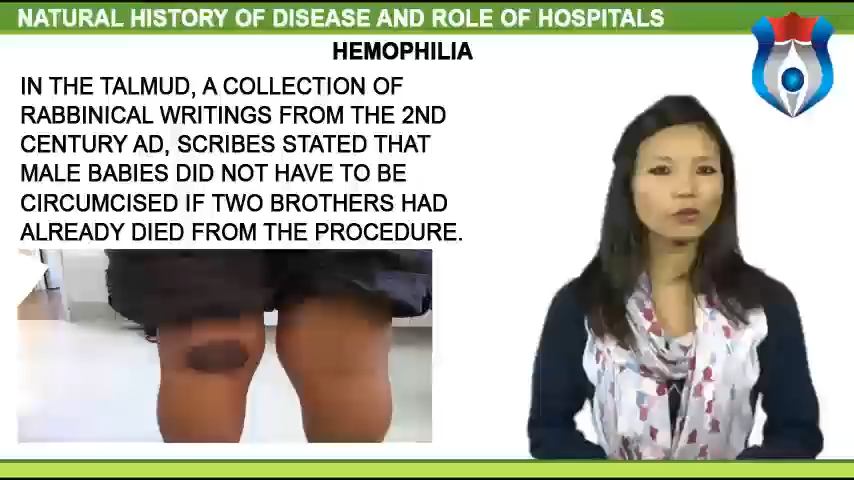 NATURAL HISTORY OF DISEASE AND ROLE OF HOSPITALS
HEMOPHILIA
IN THE TALMUD, A COLLECTION OF
RABBINICAL WRITINGS FROM THE 2ND
CENTURY AD, SCRIBES STATED THAT
MALE BABIES DID NOT HAVE TO BE
CIRCUMCISED IF TWO BROTHERS HAD
ALREADY DIED FROM THE PROCEDURE.